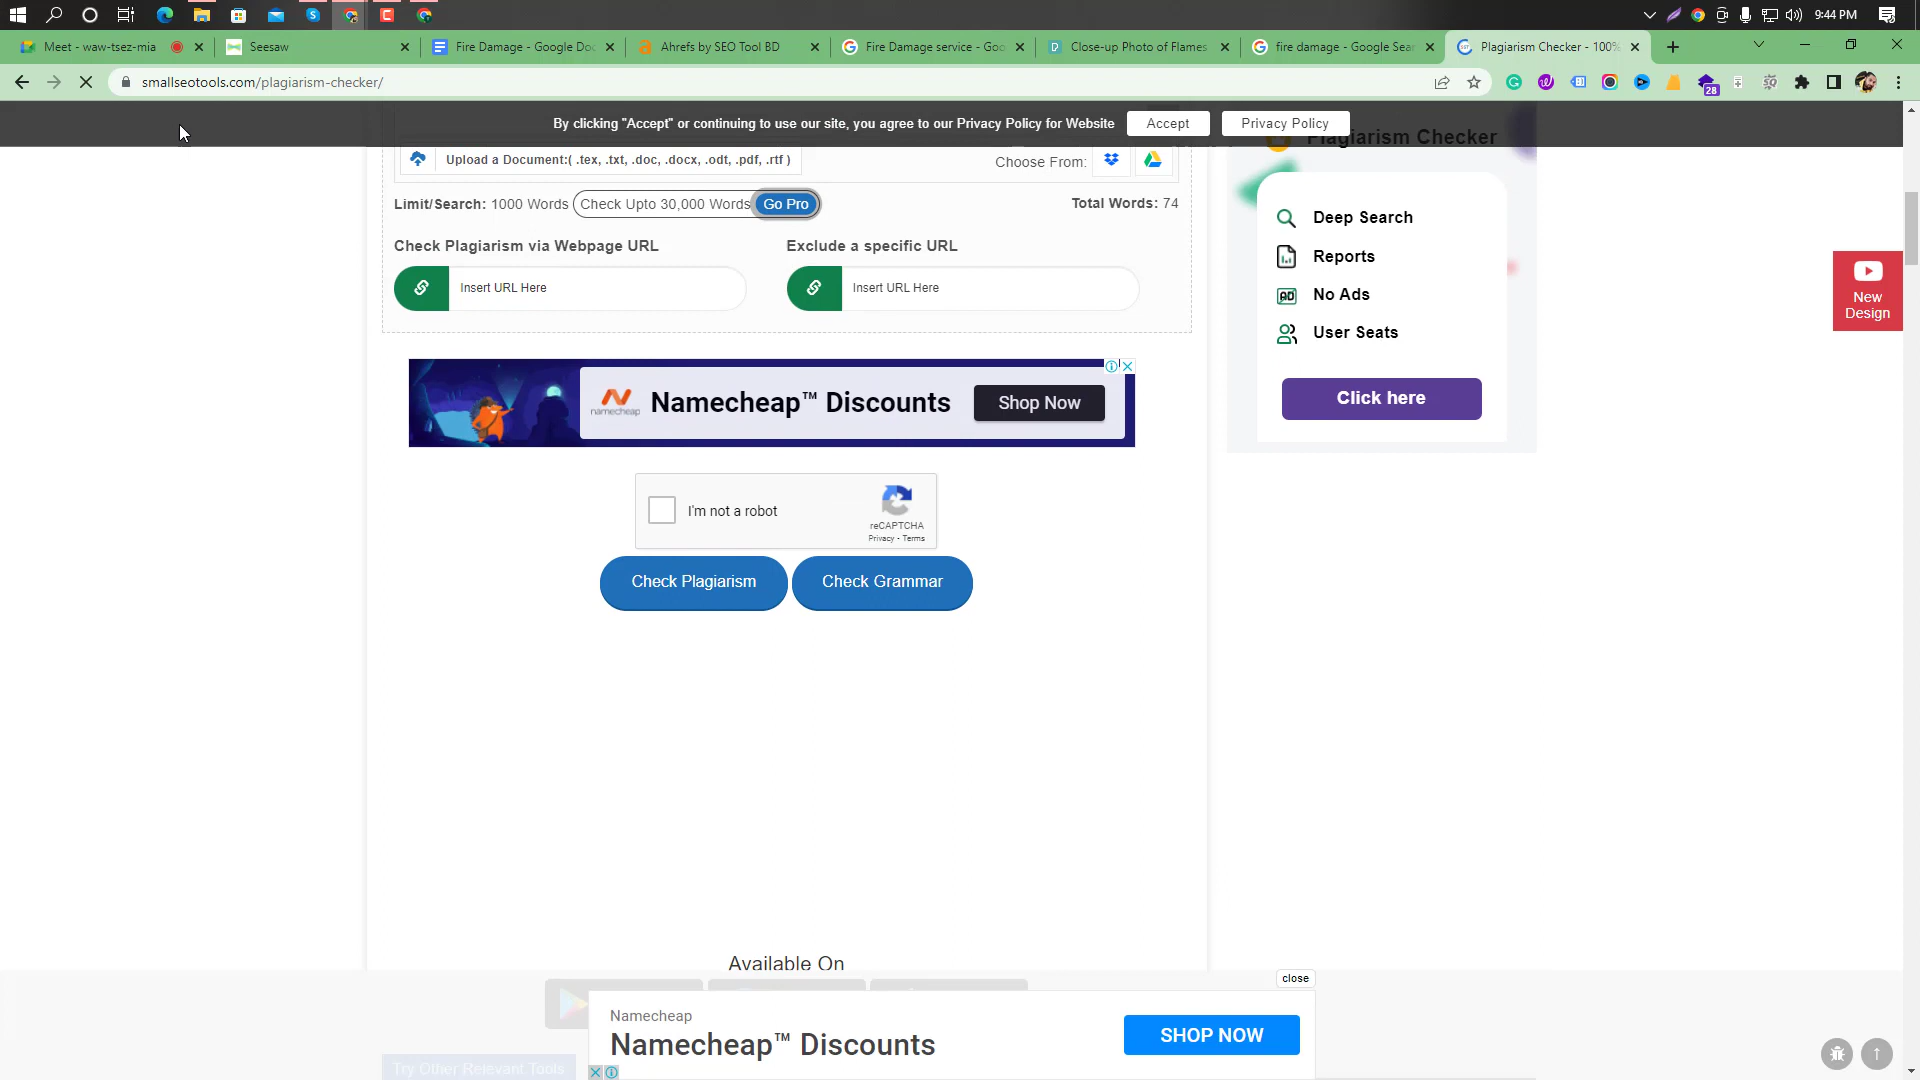 9:44 PM
Meet - waw-tsez-mia
Seesaw
Fire Damage - Google Doc
Ahrefs by SEO Tool BD
Fire Damage service - Goo
Close-up Photo of Flames
fire damage - Google Sear
Plagiarism Checker - 100%
smallseotools.com/plagiarism-checker/
28
By clicking "Accept" or continuing to use our site, you agree to our Privacy Policy for Website
Accept
Privacy Policy
Plagiarism Checker
Upload a Document:( .tex, .txt, .doc, .docx, .odt, .pdf, .rtf )
Choose From:
Limit/Search: 1000 Words
Check Upto 30,000 Words
Go Pro
Total Words: 74
Deep Search
Reports
No Ads
User Seats
Click here
Check Plagiarism via Webpage URL
Exclude a specific URL
Insert URL Here
Insert URL Here
New
Design
namecheap
Namecheap™ Discounts
Shop Now
I'm not a robot
reCAPTCHA
Privacy - Terms
Check Plagiarism
Check Grammar
Available On
close
Namecheap
Namecheap™ Discounts
SHOP NOW
Try Other Relevant Tools